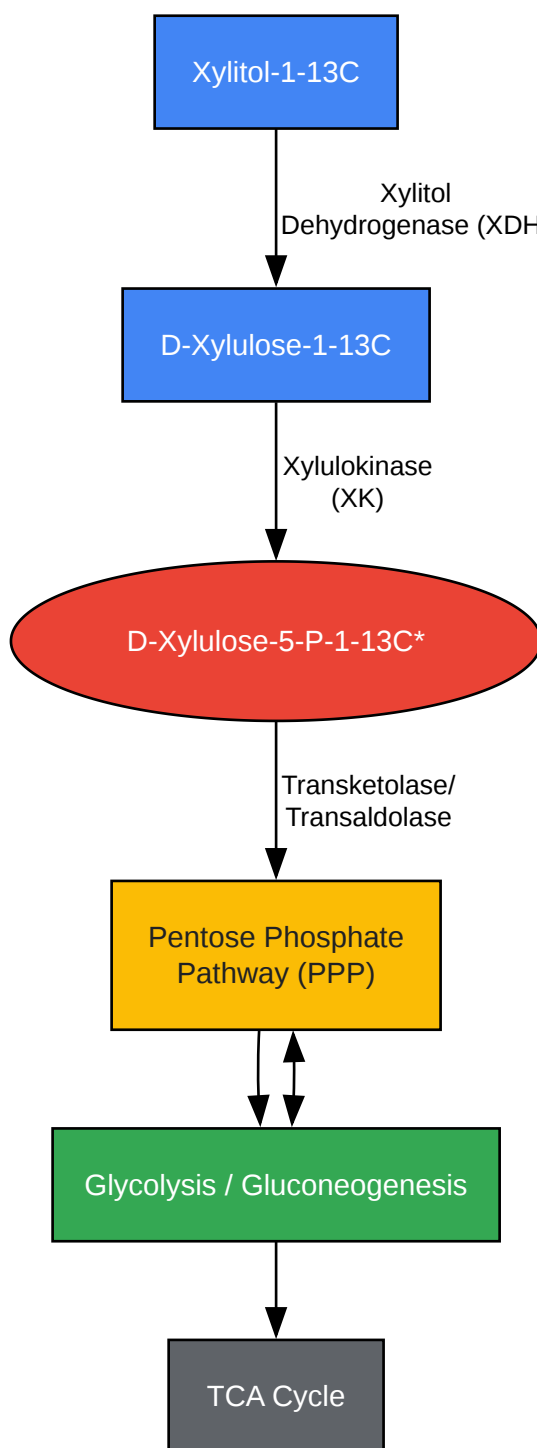 Xylitol-1-13C
Xylitol
Dehydrogenase (XDH
D-Xylulose-1-13C
Xylulokinase
(XK)
D-Xylulose-5-P-1-13C*
Transketolase/
Transaldolase
Pentose Phosphate
Pathway (PPP)
Glycolysis / Gluconeogenesis
TCA Cycle